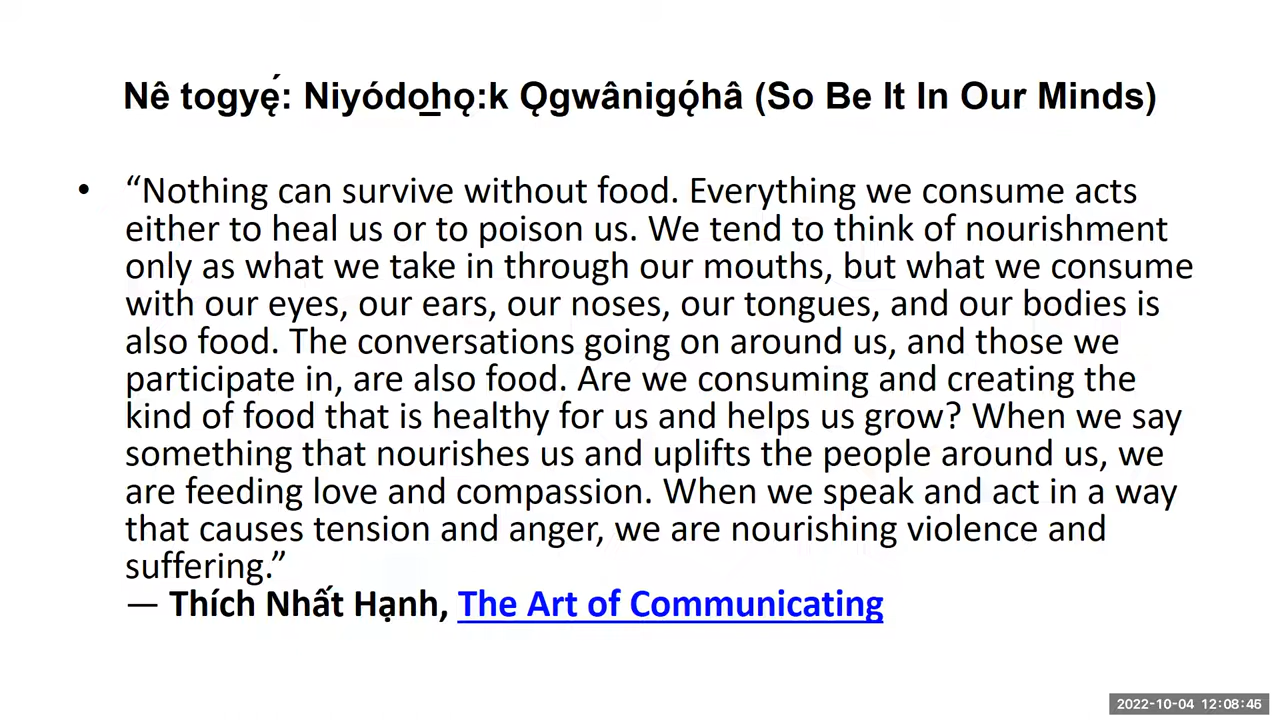 Nê togyę́: Niyódo̲h̲ǫ:k Ǫgwânigǫ́hâ (So Be It In Our Minds)
• “Nothing can survive without food. Everything we consume acts
either to heal us or to poison us. We tend to think of nourishment
only as what we take in through our mouths, but what we consume
with our eyes, our ears, our noses, our tongues, and our bodies is
also food. The conversations going on around us, and those we
participate in, are also food. Are we consuming and creating the
kind of food that is healthy for us and helps us grow? When we say
something that nourishes us and uplifts the people around us, we
are feeding love and compassion. When we speak and act in a way
that causes tension and anger, we are nourishing violence and
suffering.”
— Thích Nhất Hạnh, The Art of Communicating
2022-10-04 12:08:46